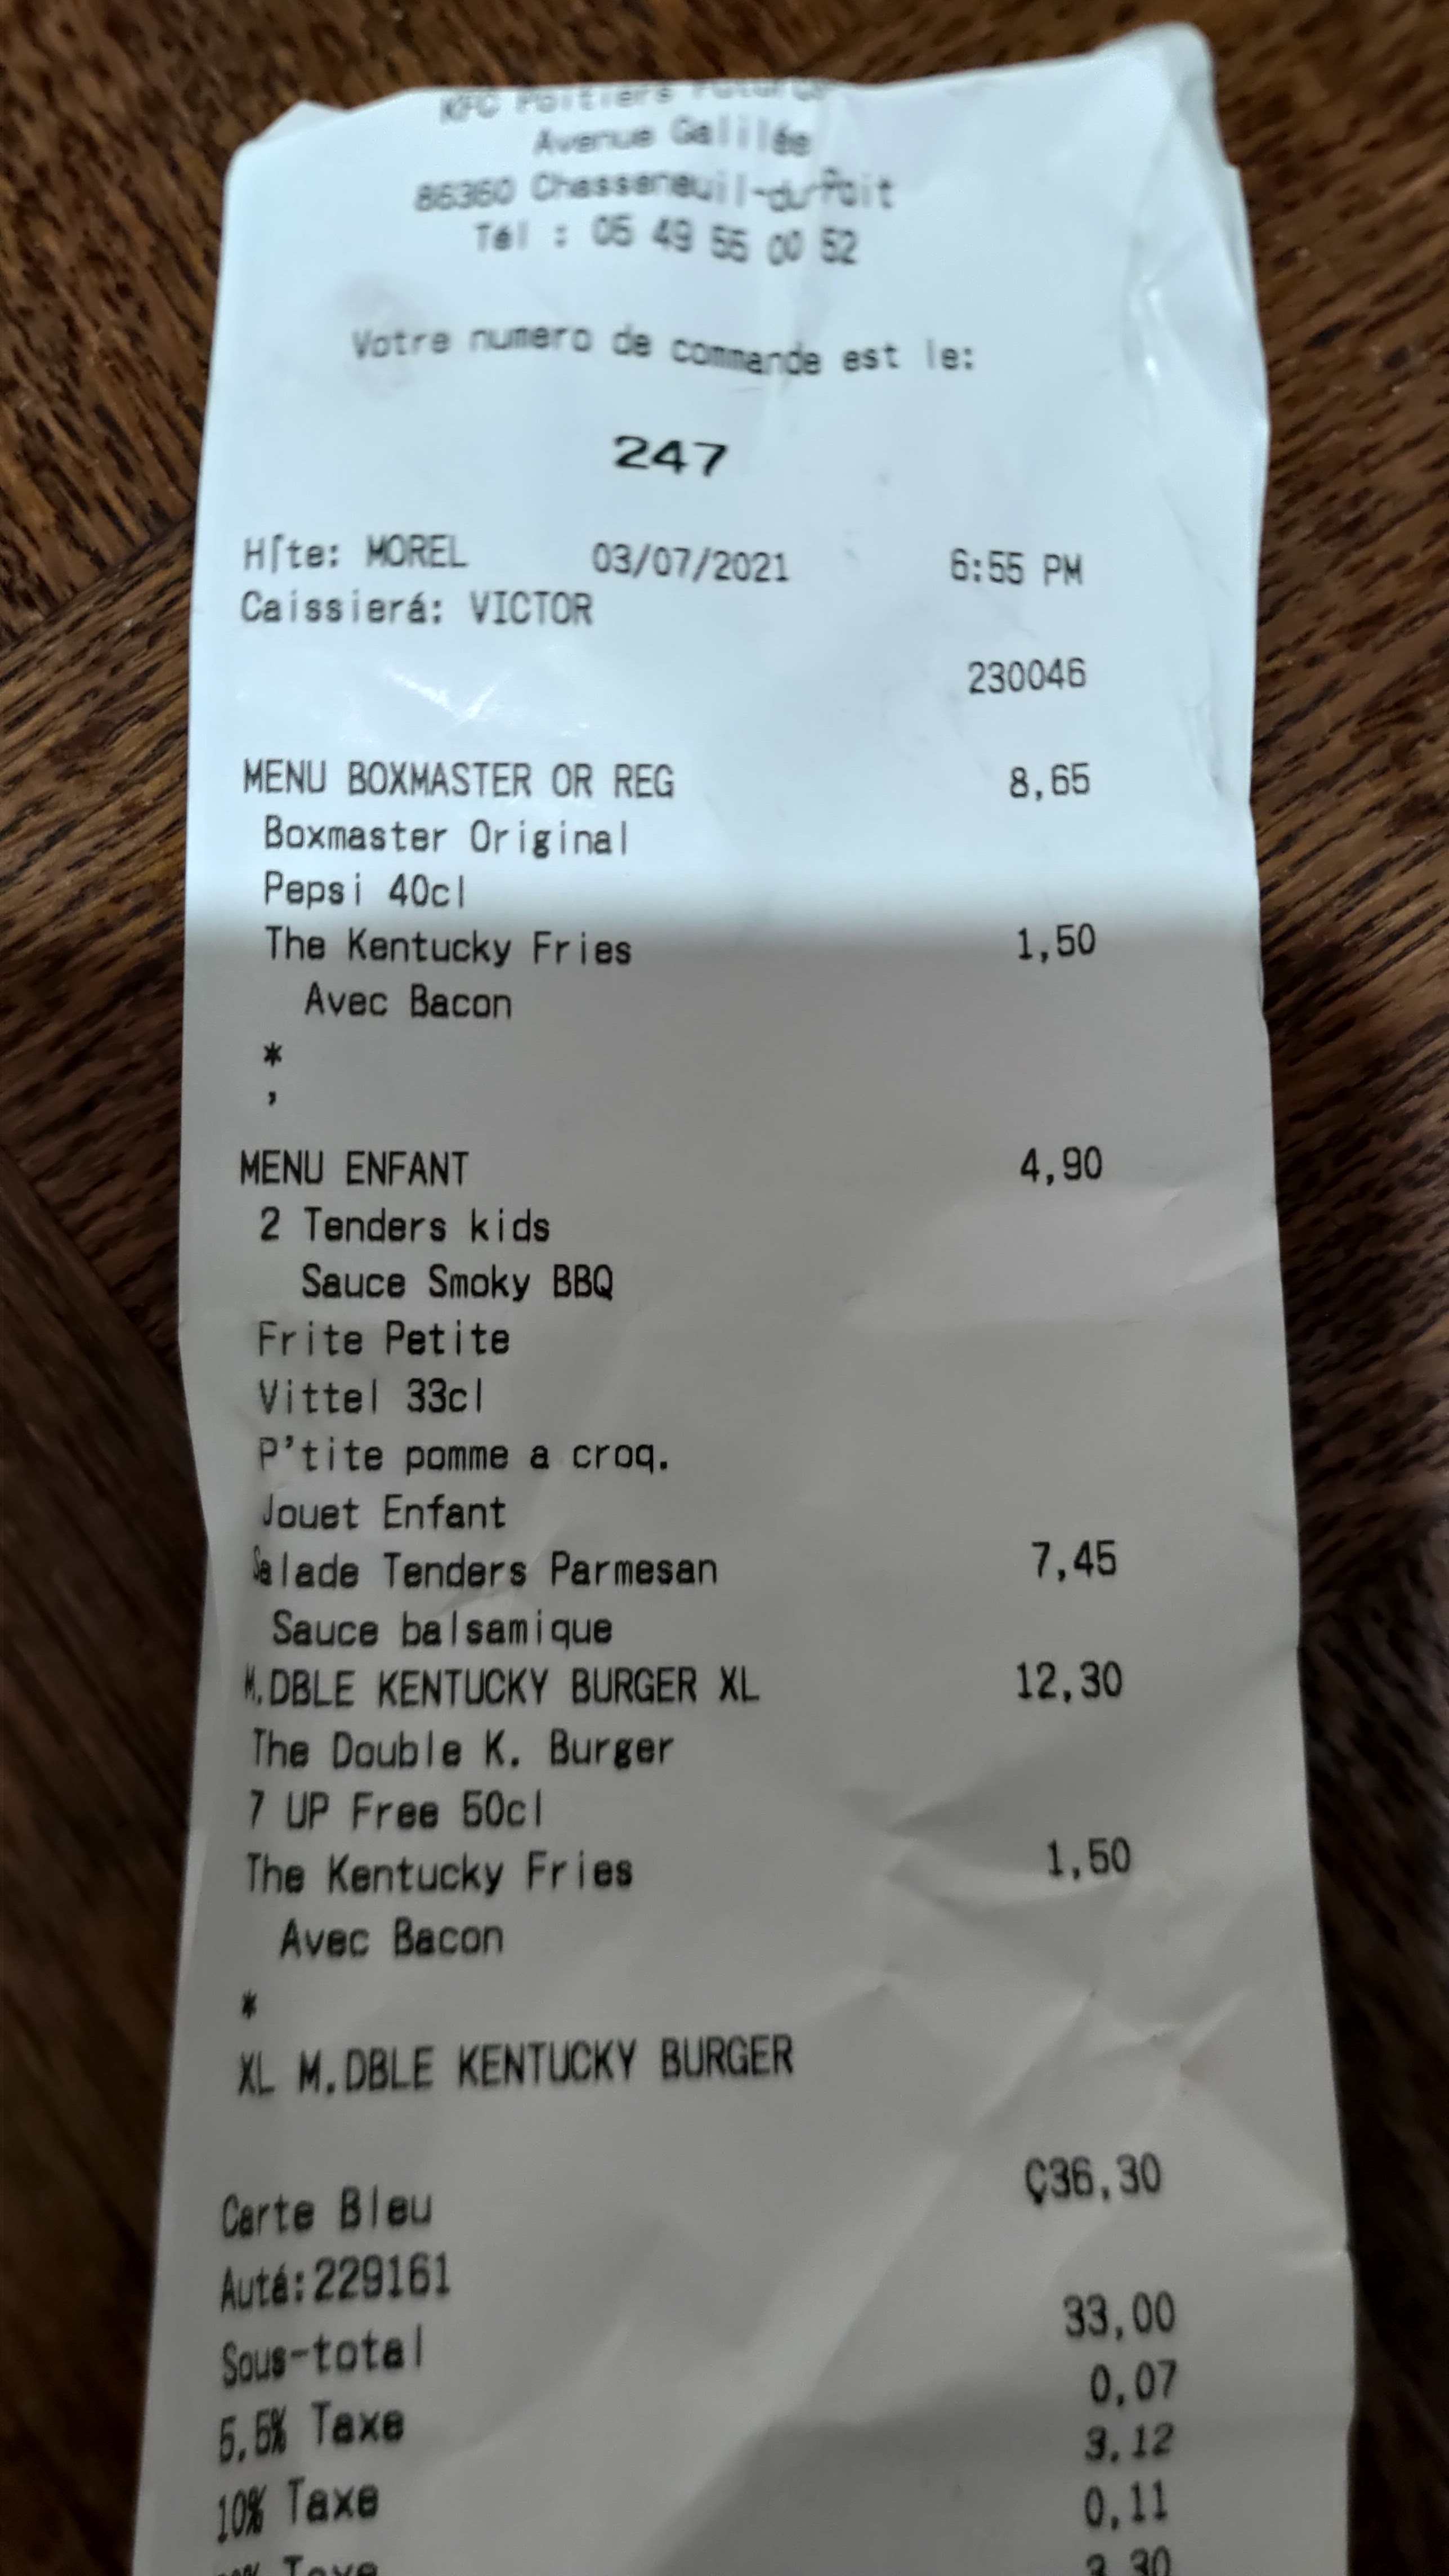 KFC Poitiers Futuro
Avenue Galilée
86360 Chasseneuil-du-Poit
Tél : 05 49 55 00 52
Votre numero de commande est le:
247
H⌠te: MOREL 03/07/2021 6:55 PM
Caissierá: VICTOR
230046
MENU BOXMASTER OR REG 8,65
Boxmaster Original
Pepsi 40cl
The Kentucky Fries 1,50
Avec Bacon
*
,
MENU ENFANT 4,90
2 Tenders kids
Sauce Smoky BBQ
Frite Petite
Vittel 33cl
P'tite pomme a croq.
Jouet Enfant
Salade Tenders Parmesan 7,45
Sauce balsamique
M.DBLE KENTUCKY BURGER XL 12,30
The Double K. Burger
7 UP Free 50cl
The Kentucky Fries 1,50
Avec Bacon
*
XL M.DBLE KENTUCKY BURGER
Carte Bleu Ç36,30
Autá:229161
Sous-total 33,00
5,5% Taxe 0,07
10% Taxe 3,12
% Taxe 0,11
3,30